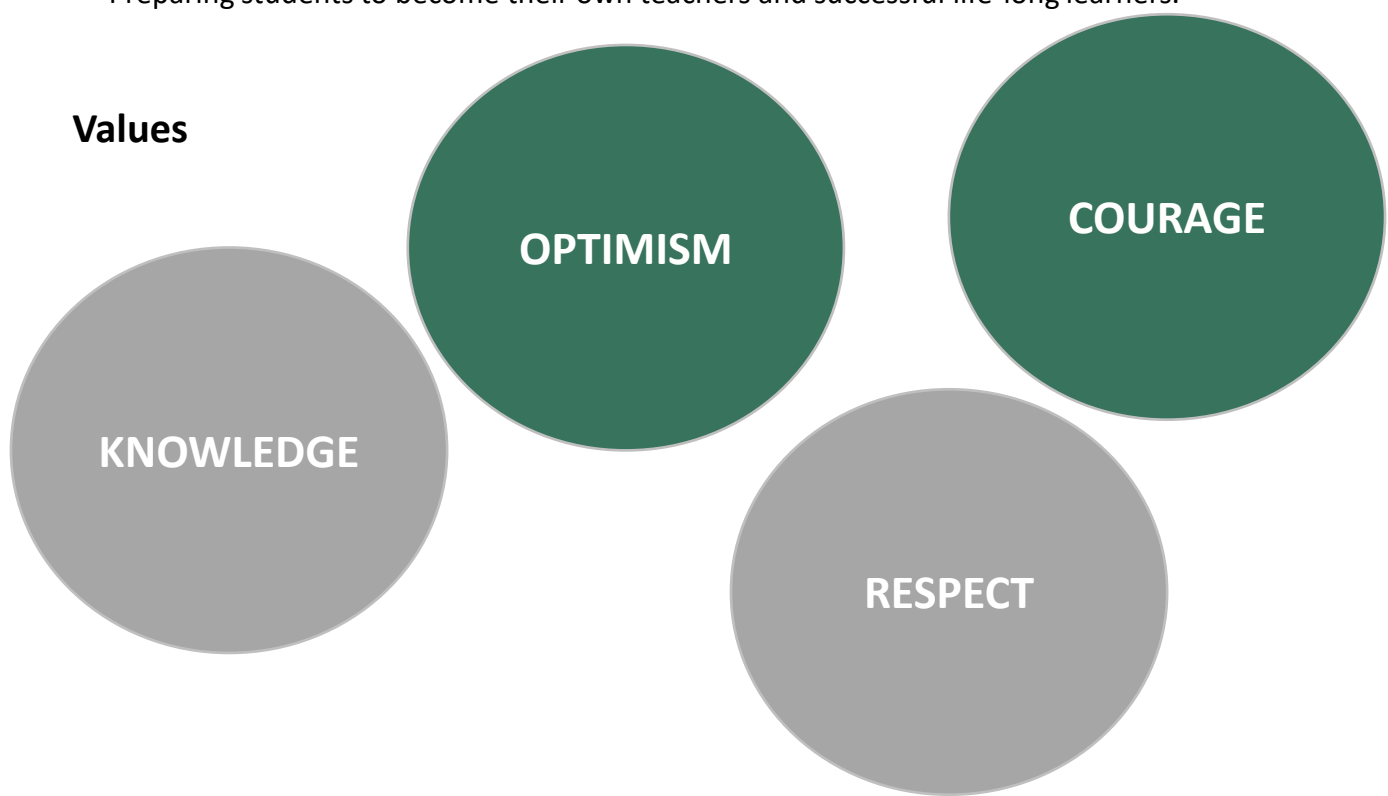 Preparing students to become their own teachers and successful life-long learners.
Values
OPTIMISM
COURAGE
KNOWLEDGE
RESPECT